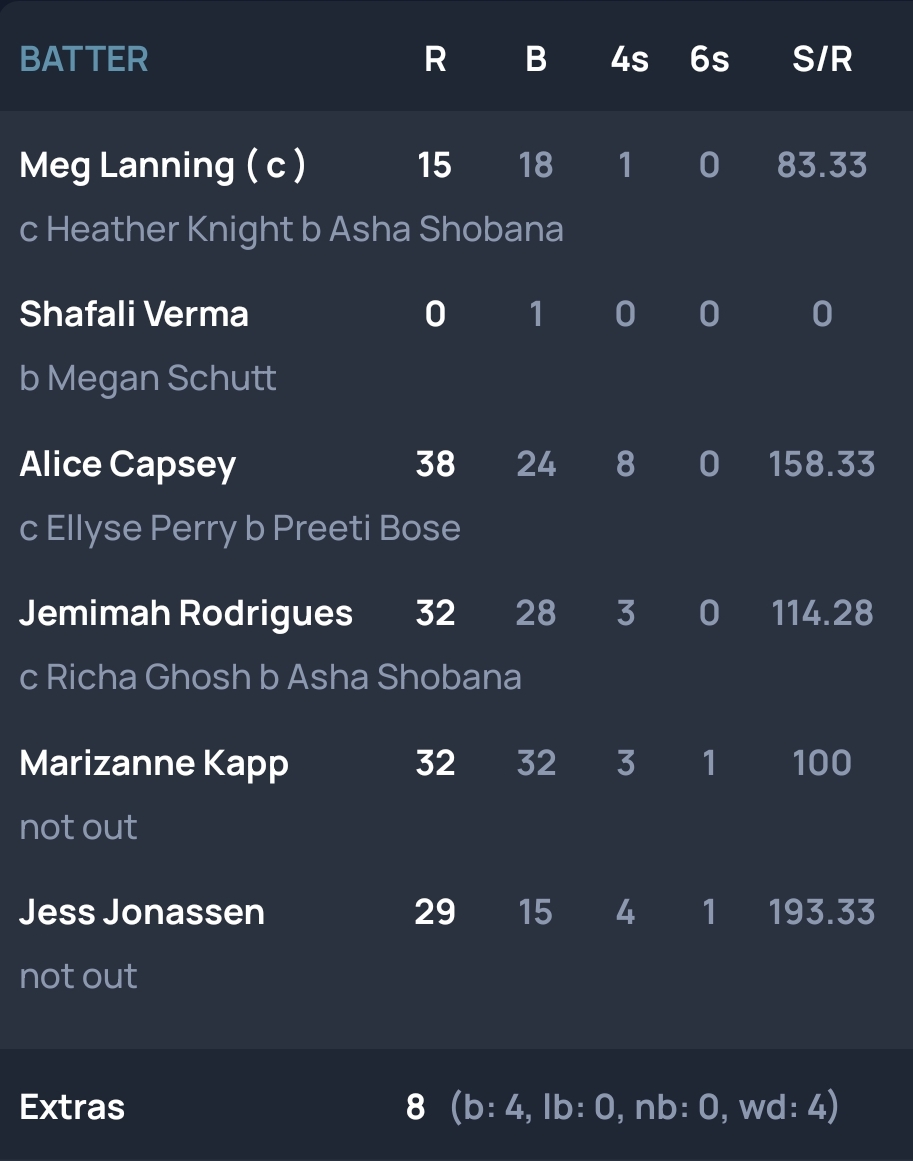 BATTER R B 4s 6s S/R
Meg Lanning ( c ) 15 18 1 0 83.33
c Heather Knight b Asha Shobana
Shafali Verma 0 1 0 0 0
b Megan Schutt
Alice Capsey 38 24 8 0 158.33
c Ellyse Perry b Preeti Bose
Jemimah Rodrigues 32 28 3 0 114.28
c Richa Ghosh b Asha Shobana
Marizanne Kapp 32 32 3 1 100
not out
Jess Jonassen 29 15 4 1 193.33
not out
Extras 8 (b: 4, lb: 0, nb: 0, wd: 4)